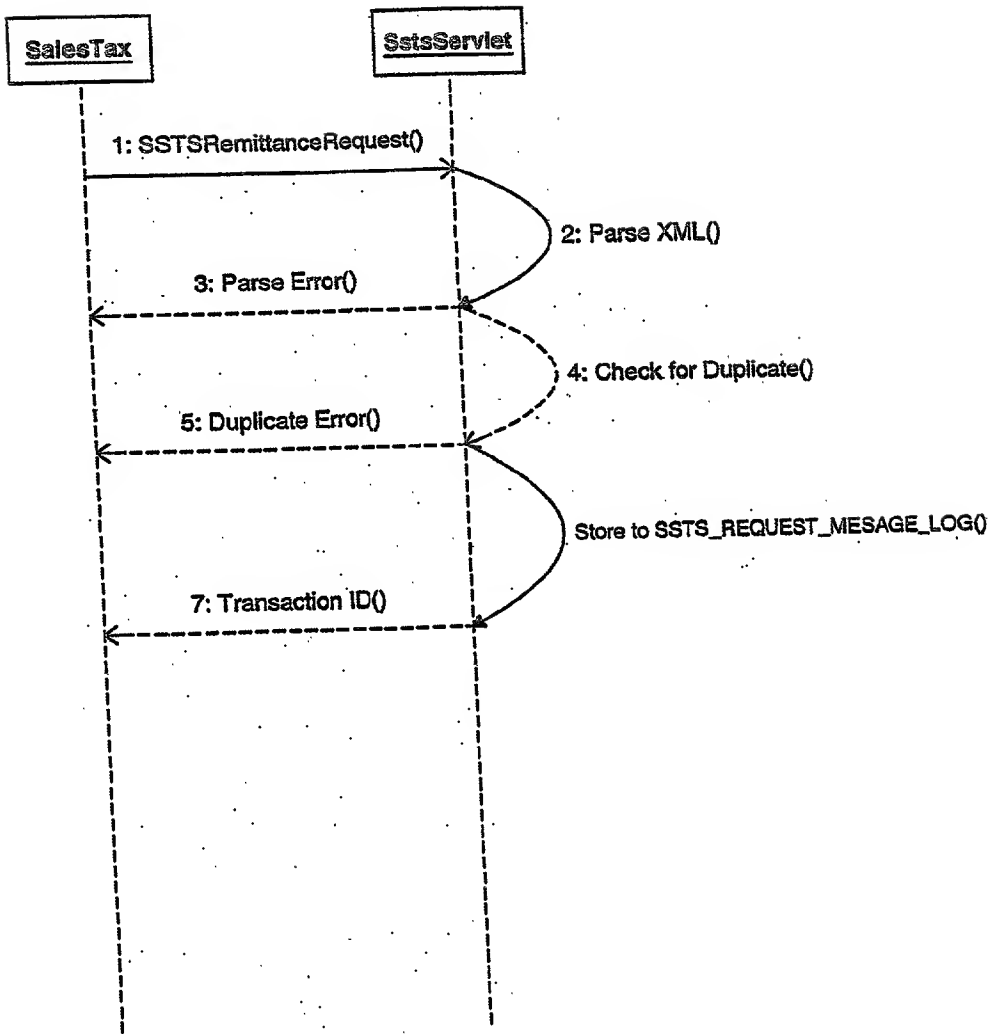 SalesTax
SstsServlet
1: SSTSRemittanceRequest()
2: Parse XML()
3: Parse Error()
4: Check for Duplicate()
5: Duplicate Error()
Store to SSTS_REQUEST_MESAGE_LOG()
7: Transaction ID()